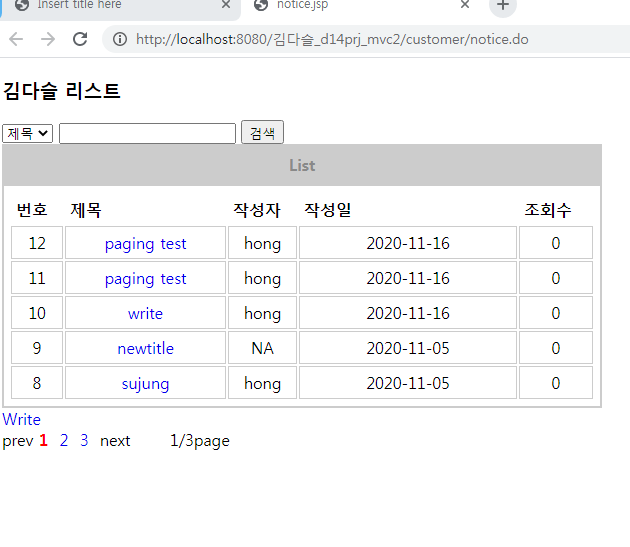 Insert title here × notice.jsp × +
http://localhost:8080/김다슬_d14prj_mvc2/customer/notice.do
김다슬 리스트
제목 검색
List
번호 제목 작성자 작성일 조회수
12 paging test hong 2020-11-16 0
11 paging test hong 2020-11-16 0
10 write hong 2020-11-16 0
9 newtitle NA 2020-11-05 0
8 sujung hong 2020-11-05 0
Write
prev 1 2 3 next 1/3page